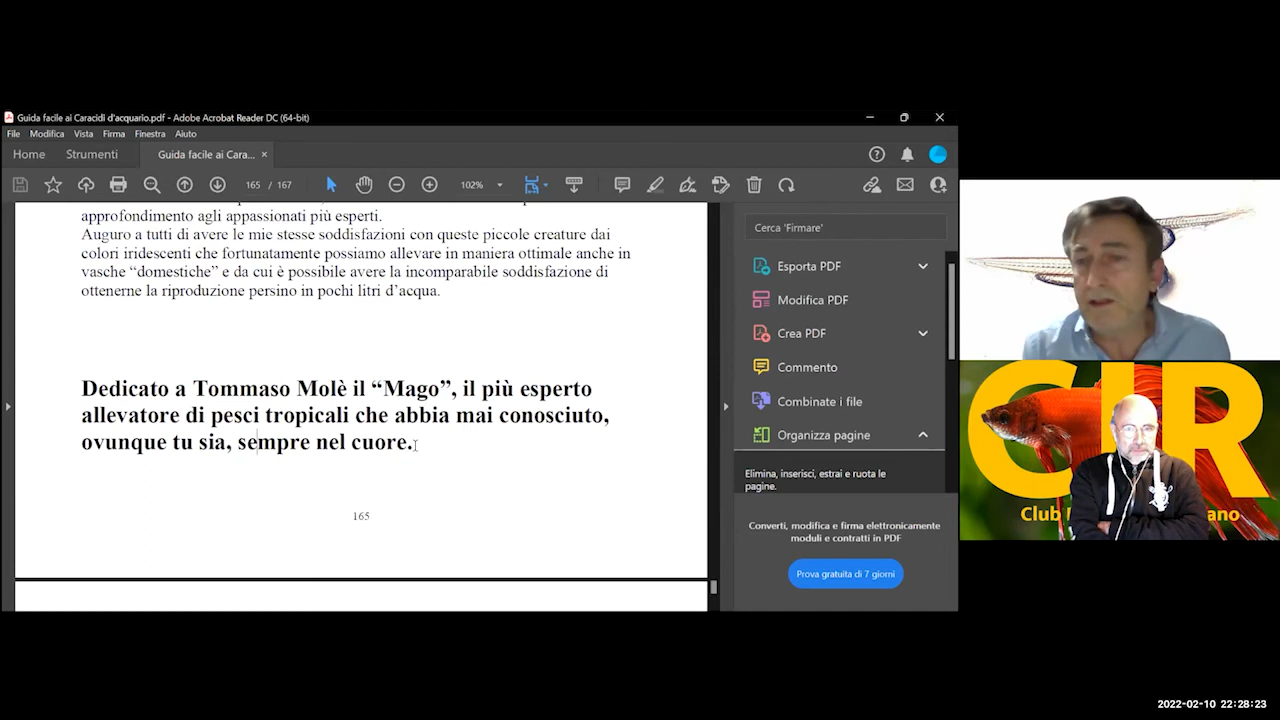 Guida facile ai Caracidi d'acquario.pdf - Adobe Acrobat Reader DC (64-bit)
File Modifica Vista Firma Finestra Aiuto
Home Strumenti Guida facile ai Cara... ×
165 / 167 102%
approfondimento agli appassionati più esperti.
Auguro a tutti di avere le mie stesse soddisfazioni con queste piccole creature dai
colori iridescenti che fortunatamente possiamo allevare in maniera ottimale anche in
vasche “domestiche” e da cui è possibile avere la incomparabile soddisfazione di
ottenerne la riproduzione persino in pochi litri d’acqua.
Dedicato a Tommaso Molè il “Mago”, il più esperto
allevatore di pesci tropicali che abbia mai conosciuto,
ovunque tu sia, sempre nel cuore.
165
Cerca 'Firmare'
Esporta PDF
Modifica PDF
Crea PDF
Commento
Combinate i file
Organizza pagine
Elimina, inserisci, estrai e ruota le
pagine.
Converti, modifica e firma elettronicamente
moduli e contratti in PDF
Prova gratuita di 7 giorni
CIR
Club ano
2022-02-10 22:28:23